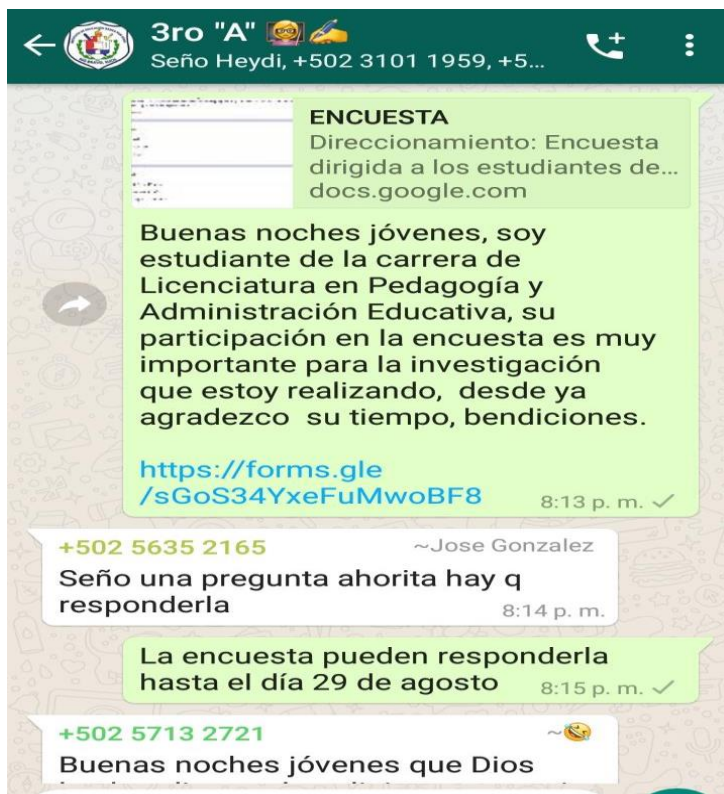 3ro "A"
Seño Heydi, +502 3101 1959, +5...
ENCUESTA
Direccionamiento: Encuesta
dirigida a los estudiantes de...
docs.google.com
Buenas noches jóvenes, soy
estudiante de la carrera de
Licenciatura en Pedagogía y
Administración Educativa, su
participación en la encuesta es muy
importante para la investigación
que estoy realizando, desde ya
agradezco su tiempo, bendiciones.
https://forms.gle
/sGoS34YxeFuMwoBF8 8:13 p. m.
+502 5635 2165 ~Jose Gonzalez
Seño una pregunta ahorita hay q
responderla 8:14 p. m.
La encuesta pueden responderla
hasta el día 29 de agosto 8:15 p. m.
+502 5713 2721 ~🤣
Buenas noches jóvenes que Dios